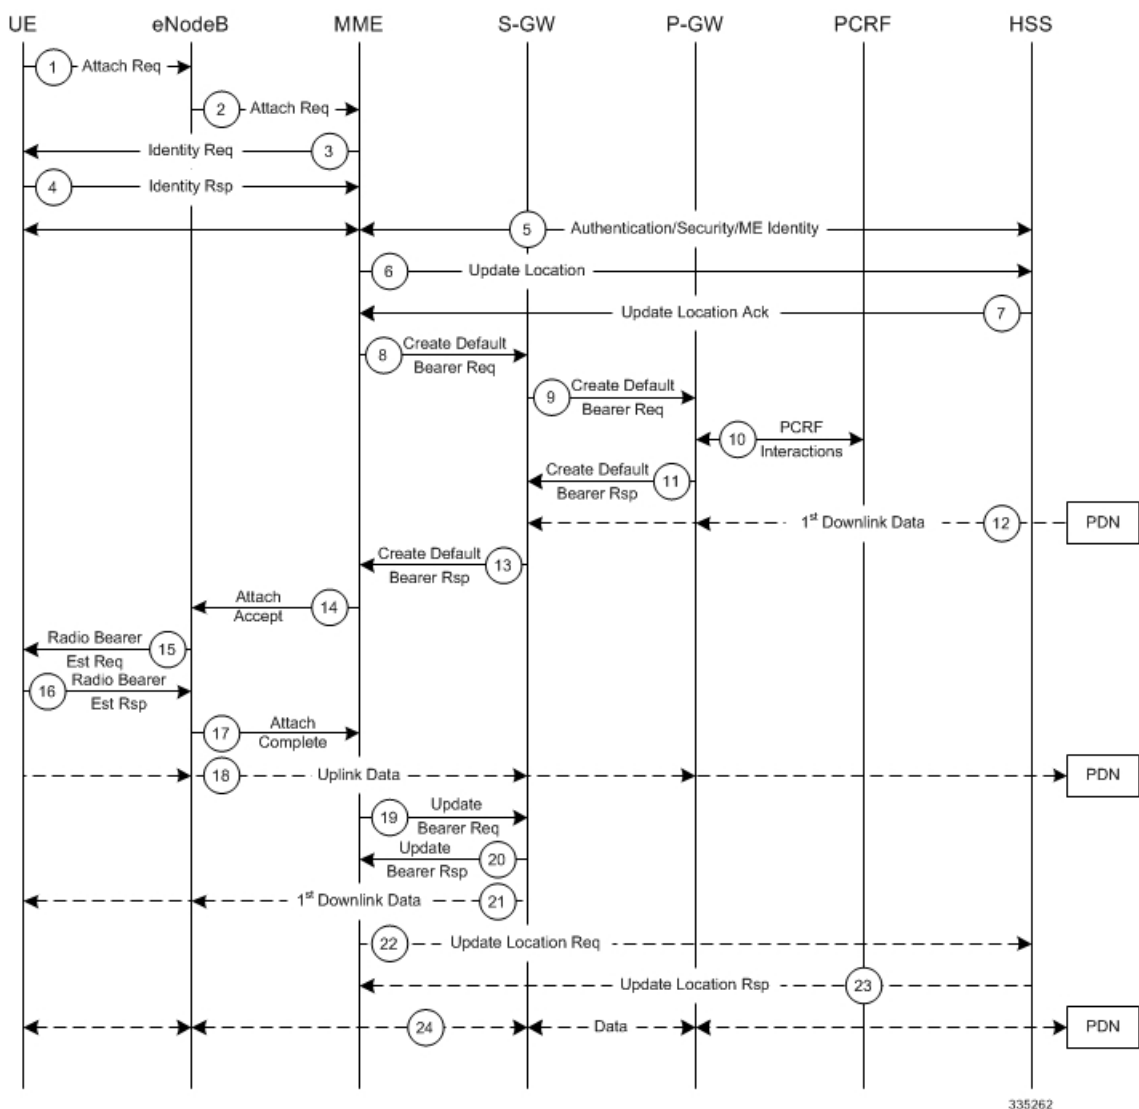 UE eNodeB MME S-GW P-GW PCRF HSS
1 Attach Req
2 Attach Req
Identity Req 3
4 Identity Rsp
5 Authentication/Security/ME Identity
6 Update Location
Update Location Ack 7
8 Create Default
Bearer Req
9 Create Default
Bearer Req
10 PCRF
Interactions
Create Default 11
Bearer Rsp
1st Downlink Data 12 PDN
Create Default 13
Bearer Rsp
Attach 14
Accept
Radio Bearer 15
Est Req
16 Radio Bearer
Est Rsp
17 Attach
Complete
18 Uplink Data PDN
19 Update
Bearer Req
Update 20
Bearer Rsp
1st Downlink Data 21
22 Update Location Req
Update Location Rsp 23
24 Data PDN
335262